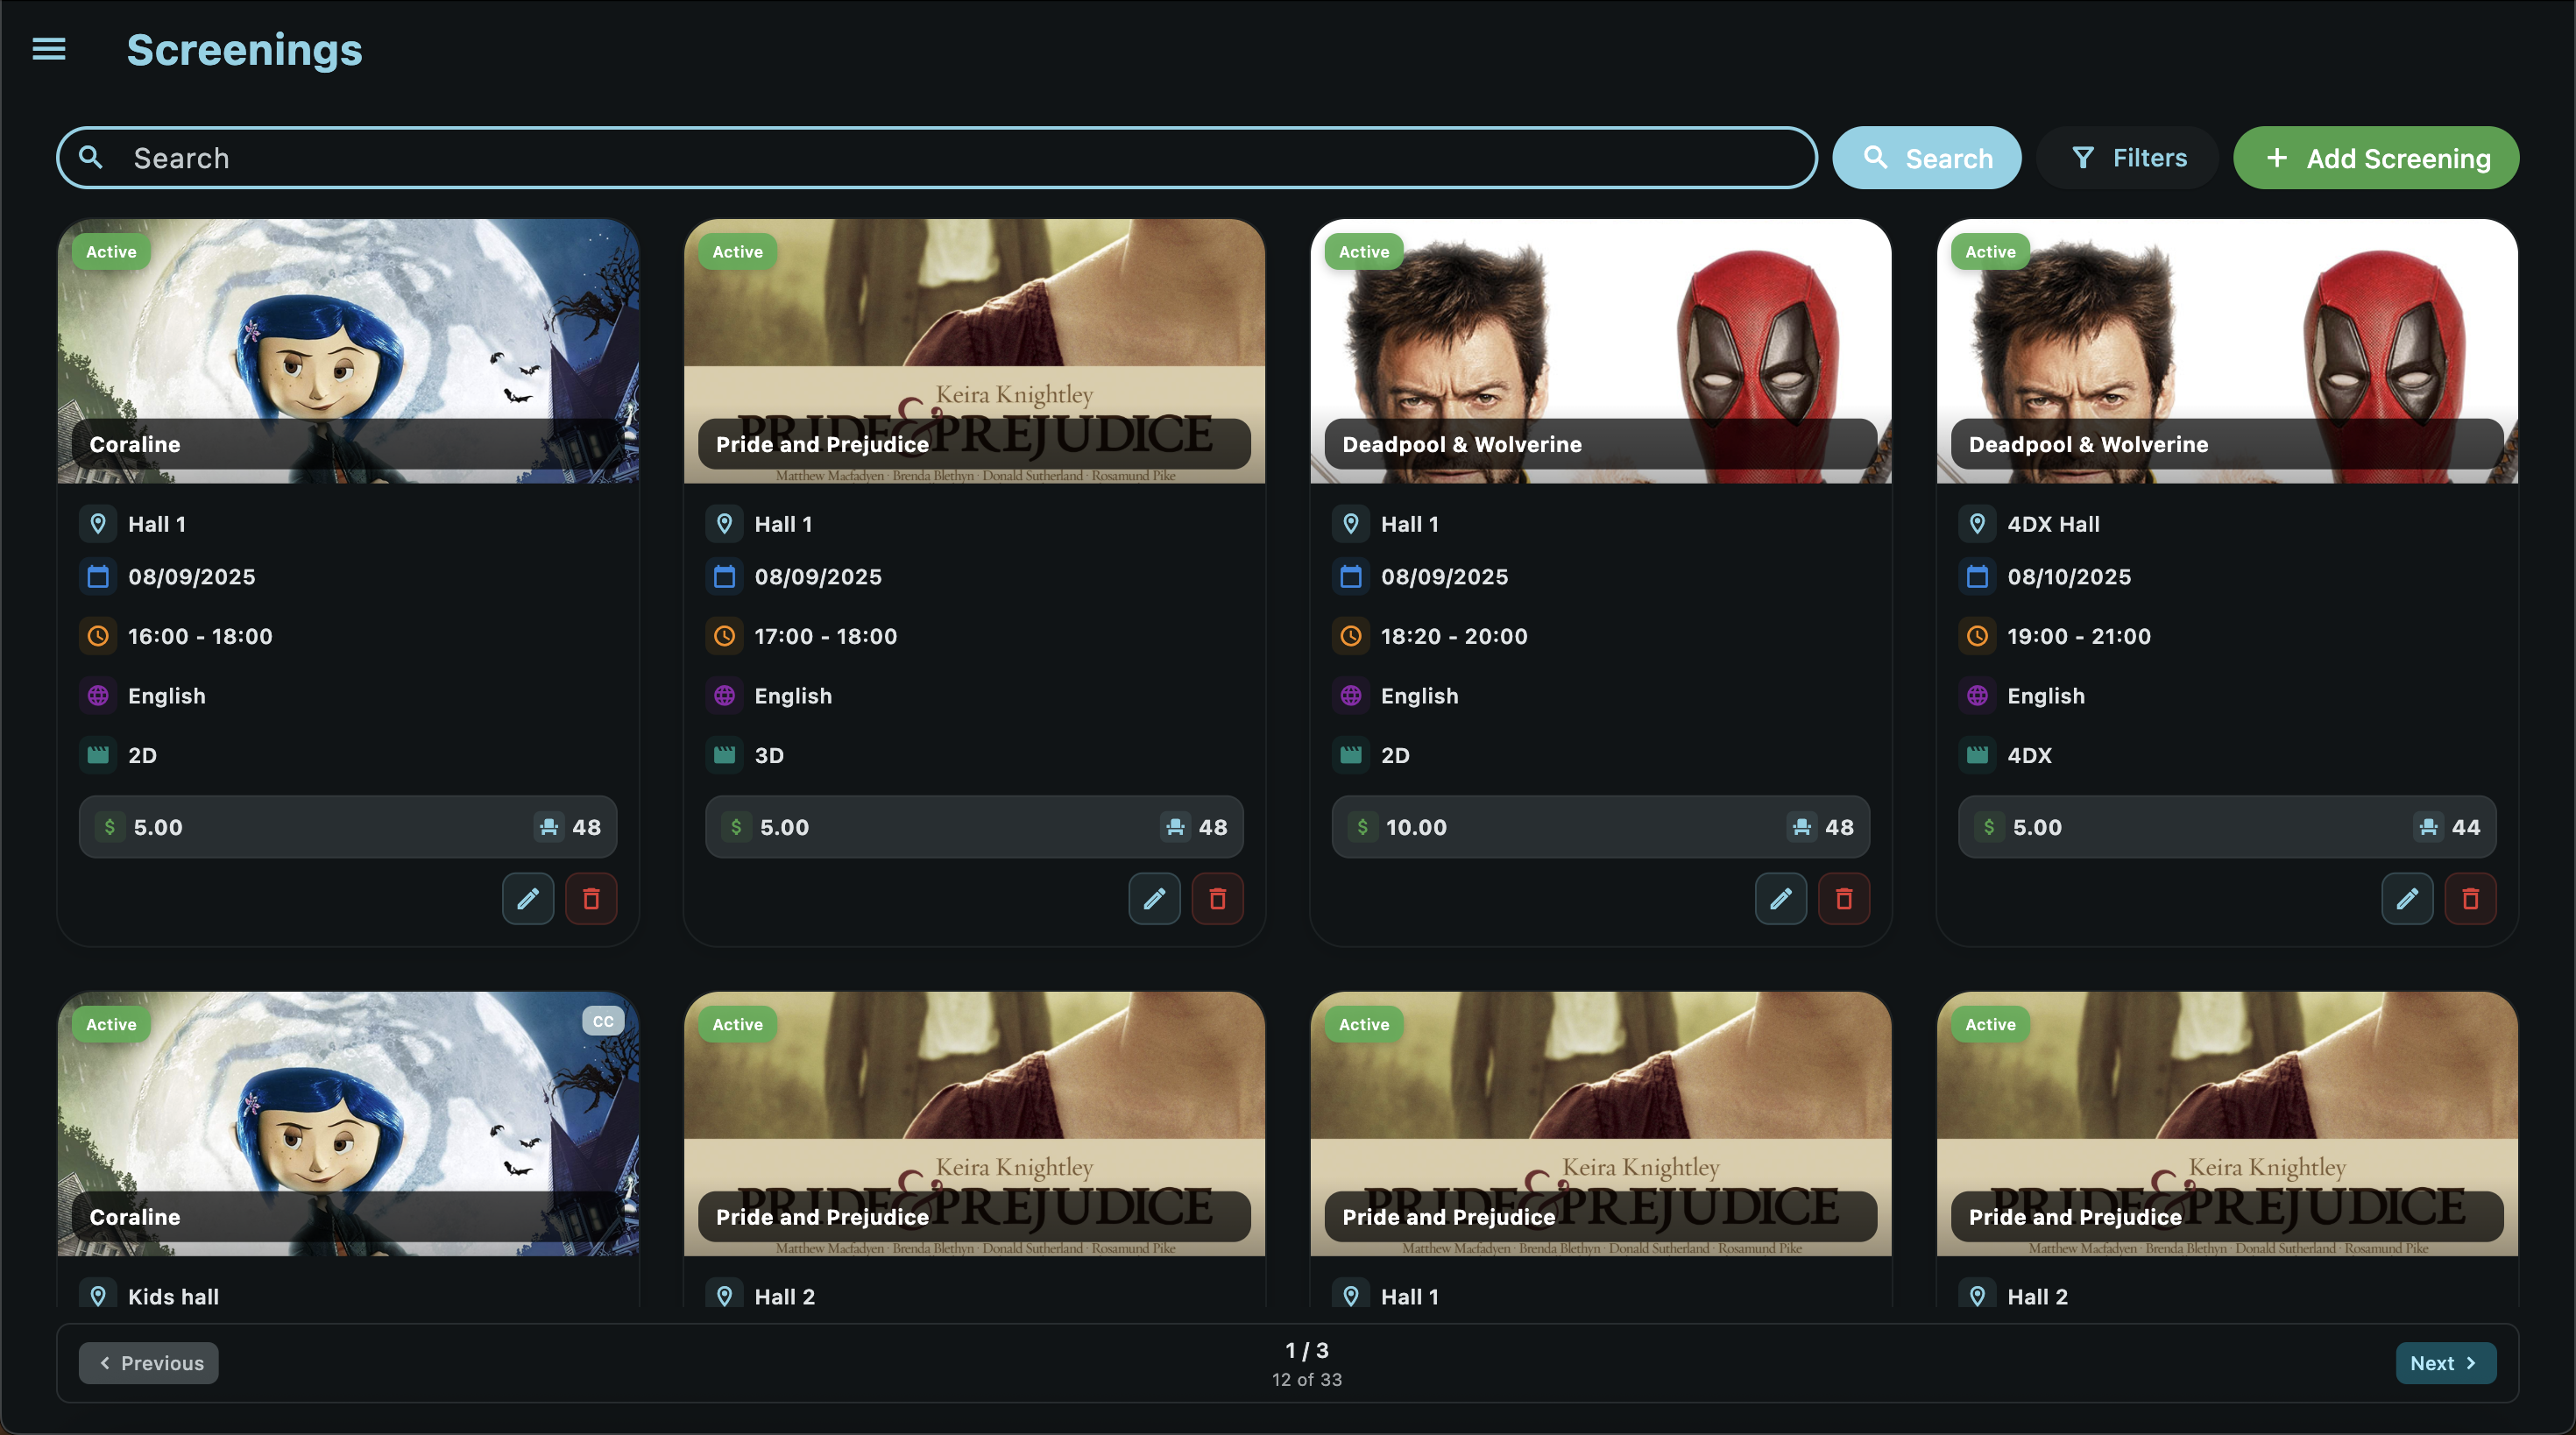 Screenings
Search
Search
Filters
+ Add Screening
Active
Coraline
Hall 1
08/09/2025
16:00 - 18:00
English
2D
$ 5.00
48
Active
Keira Knightley
PRIDE & PREJUDICE
Pride and Prejudice
Matthew Macfadyen · Brenda Blethyn · Donald Sutherland · Rosamund Pike
Hall 1
08/09/2025
17:00 - 18:00
English
3D
$ 5.00
48
Active
Deadpool & Wolverine
Hall 1
08/09/2025
18:20 - 20:00
English
2D
$ 10.00
48
Active
Deadpool & Wolverine
4DX Hall
08/10/2025
19:00 - 21:00
English
4DX
$ 5.00
44
Active
CC
Coraline
Kids hall
Active
Keira Knightley
PRIDE & PREJUDICE
Pride and Prejudice
Matthew Macfadyen · Brenda Blethyn · Donald Sutherland · Rosamund Pike
Hall 2
Active
Keira Knightley
PRIDE & PREJUDICE
Pride and Prejudice
Matthew Macfadyen · Brenda Blethyn · Donald Sutherland · Rosamund Pike
Hall 1
Active
Keira Knightley
PRIDE & PREJUDICE
Pride and Prejudice
Matthew Macfadyen · Brenda Blethyn · Donald Sutherland · Rosamund Pike
Hall 2
Previous
1 / 3
12 of 33
Next